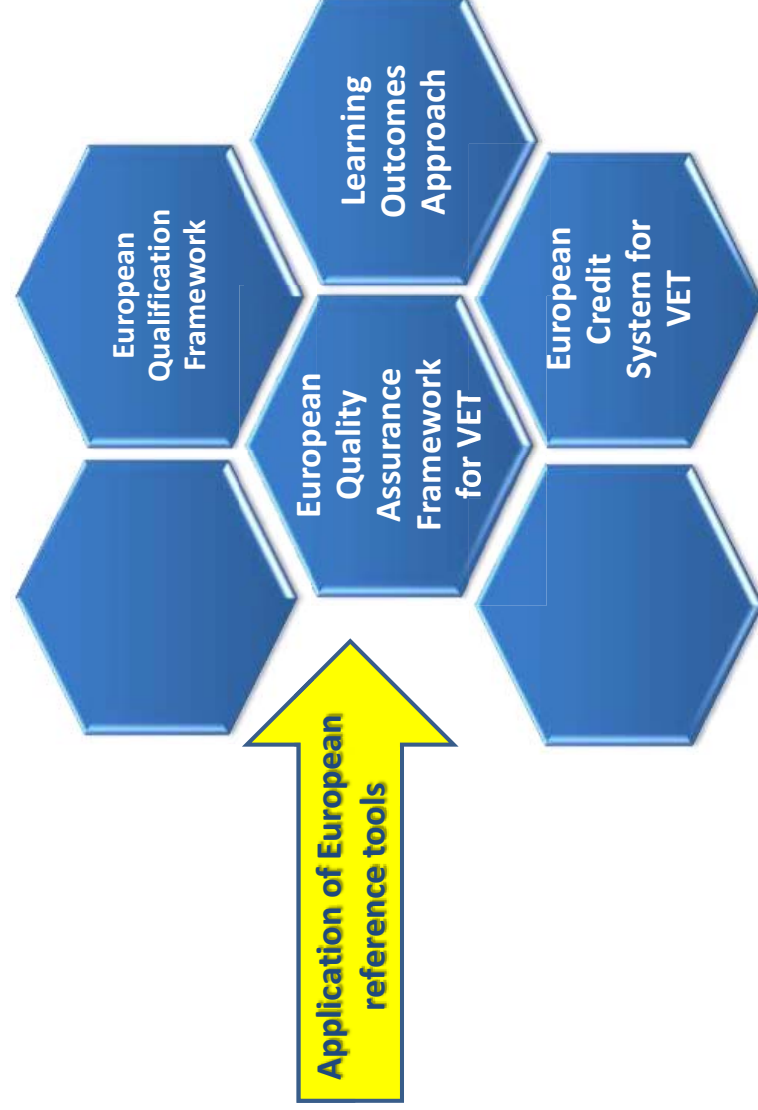 Application of European
reference tools
European
Qualification
Framework
European
Quality
Assurance
Framework
for VET
Learning
Outcomes
Approach
European
Credit
System for
VET